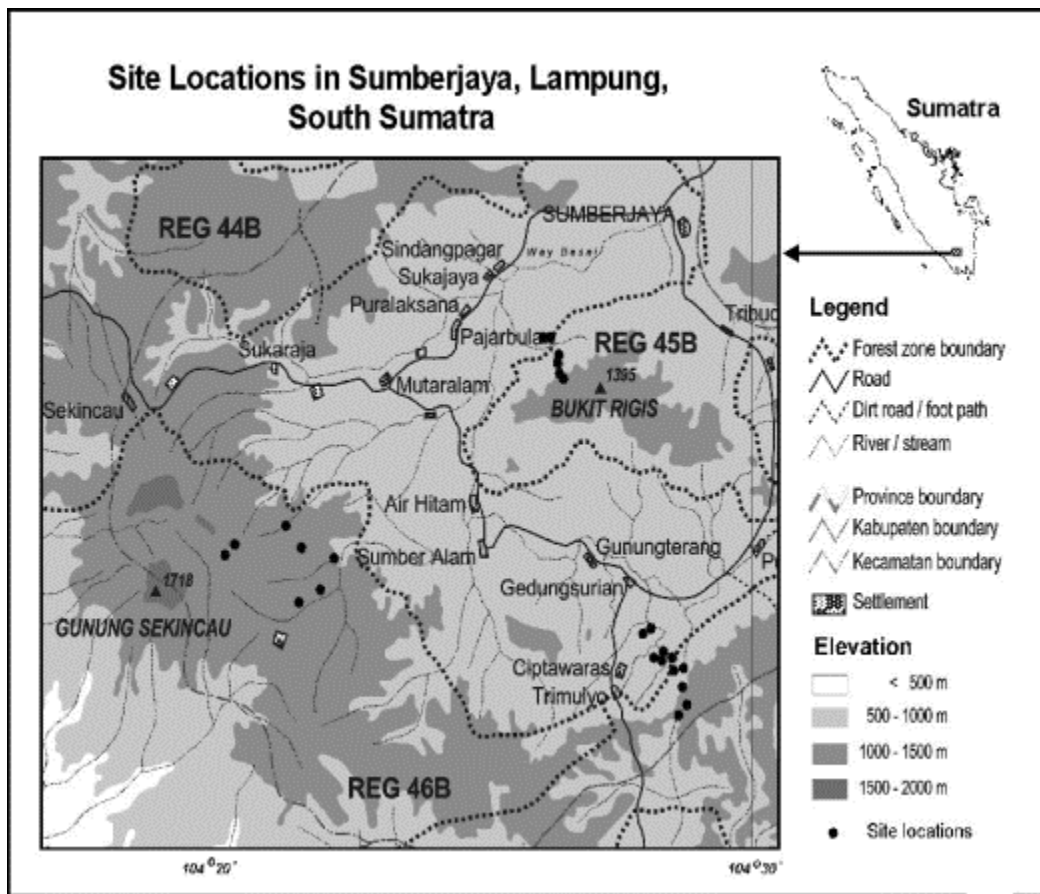 Site Locations in Sumberjaya, Lampung,
South Sumatra
Sumatra
REG 44B
SUMBERJAYA
Sindangpagar
Way Besai
Sukajaya
Puralaksana
Tribud
Pajarbula
REG 45B
Sukaraja
1395
Mutaralam
Sekincau
BUKIT RIGIS
Air Hitam
Gunungterang
Sumber Alam
Gedungsurian
1718
GUNUNG SEKINCAU
Ciptawaras
Trimulyo
REG 46B
104°20'
104°30'
Legend
Forest zone boundary
Road
Dirt road / foot path
River / stream
Province boundary
Kabupaten boundary
Kecamatan boundary
Settlement
Elevation
< 500 m
500 - 1000 m
1000 - 1500 m
1500 - 2000 m
Site locations